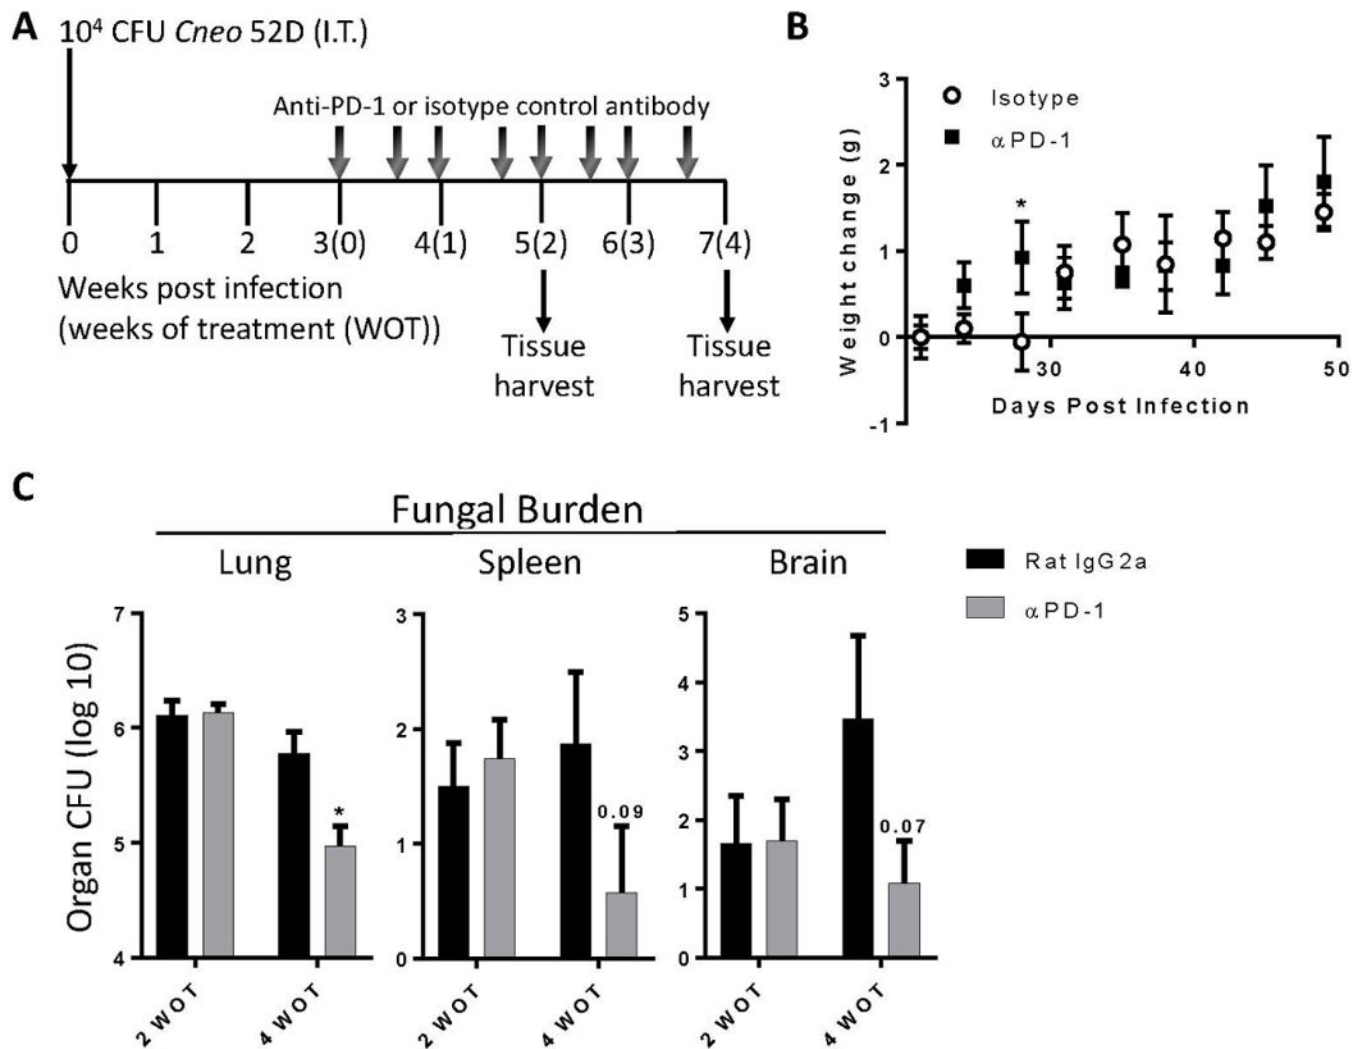 A
10⁴ CFU Cneo 52D (I.T.)
Anti-PD-1 or isotype control antibody
0 1 2 3(0) 4(1) 5(2) 6(3) 7(4)
Weeks post infection
(weeks of treatment (WOT))
Tissue
harvest
Tissue
harvest
B
Weight change (g)
3
2
1
0
-1
Isotype
αPD-1
*
30 40 50
Days Post Infection
C
Fungal Burden
Lung Spleen Brain
Rat IgG2a
αPD-1
Organ CFU (log 10)
7
6
5
4
*
2 WOT 4 WOT
3
2
1
0
0.09
2 WOT 4 WOT
5
4
3
2
1
0
0.07
2 WOT 4 WOT